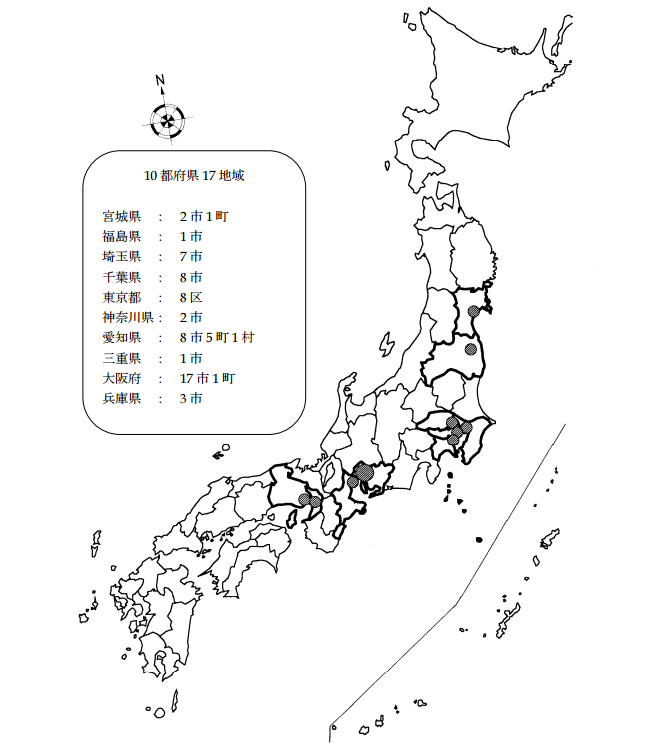 N
10 都府県 17 地域
宮城県 : 2 市 1 町
福島県 : 1 市
埼玉県 : 7 市
千葉県 : 8 市
東京都 : 8 区
神奈川県 : 2 市
愛知県 : 8 市 5 町 1 村
三重県 : 1 市
大阪府 : 17 市 1 町
兵庫県 : 3 市